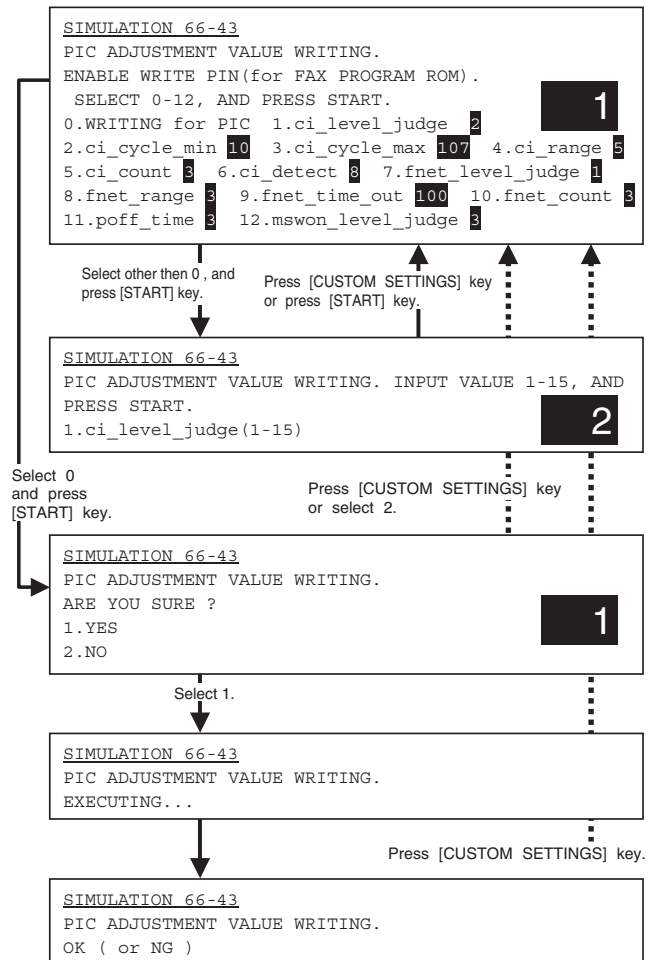 SIMULATION 66-43
PIC ADJUSTMENT VALUE WRITING.
ENABLE WRITE PIN(for FAX PROGRAM ROM).
SELECT 0-12, AND PRESS START.
1
0.WRITING for PIC 1.ci_level_judge 2
2.ci_cycle_min 10 3.ci_cycle_max 107 4.ci_range 5
5.ci_count 3 6.ci_detect 8 7.fnet_level_judge 1
8.fnet_range 3 9.fnet_time_out 100 10.fnet_count 3
11.poff_time 3 12.mswon_level_judge 3
Select other then 0 , and
press [START] key.
Press [CUSTOM SETTINGS] key
or press [START] key.
SIMULATION 66-43
PIC ADJUSTMENT VALUE WRITING. INPUT VALUE 1-15, AND
PRESS START.
1.ci_level_judge(1-15)
2
Select 0
and press
[START] key.
Press [CUSTOM SETTINGS] key
or select 2.
SIMULATION 66-43
PIC ADJUSTMENT VALUE WRITING.
ARE YOU SURE ?
1.YES
2.NO
1
Select 1.
SIMULATION 66-43
PIC ADJUSTMENT VALUE WRITING.
EXECUTING...
Press [CUSTOM SETTINGS] key.
SIMULATION 66-43
PIC ADJUSTMENT VALUE WRITING.
OK ( or NG )